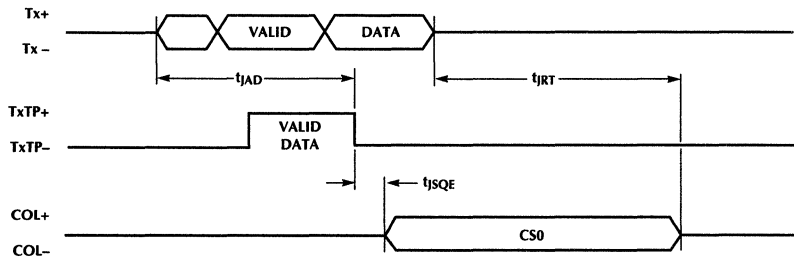 Tx+
Tx–
VALID
DATA
tJAD
tJRT
TxTP+
TxTP–
VALID
DATA
tJSQE
COL+
COL–
CS0